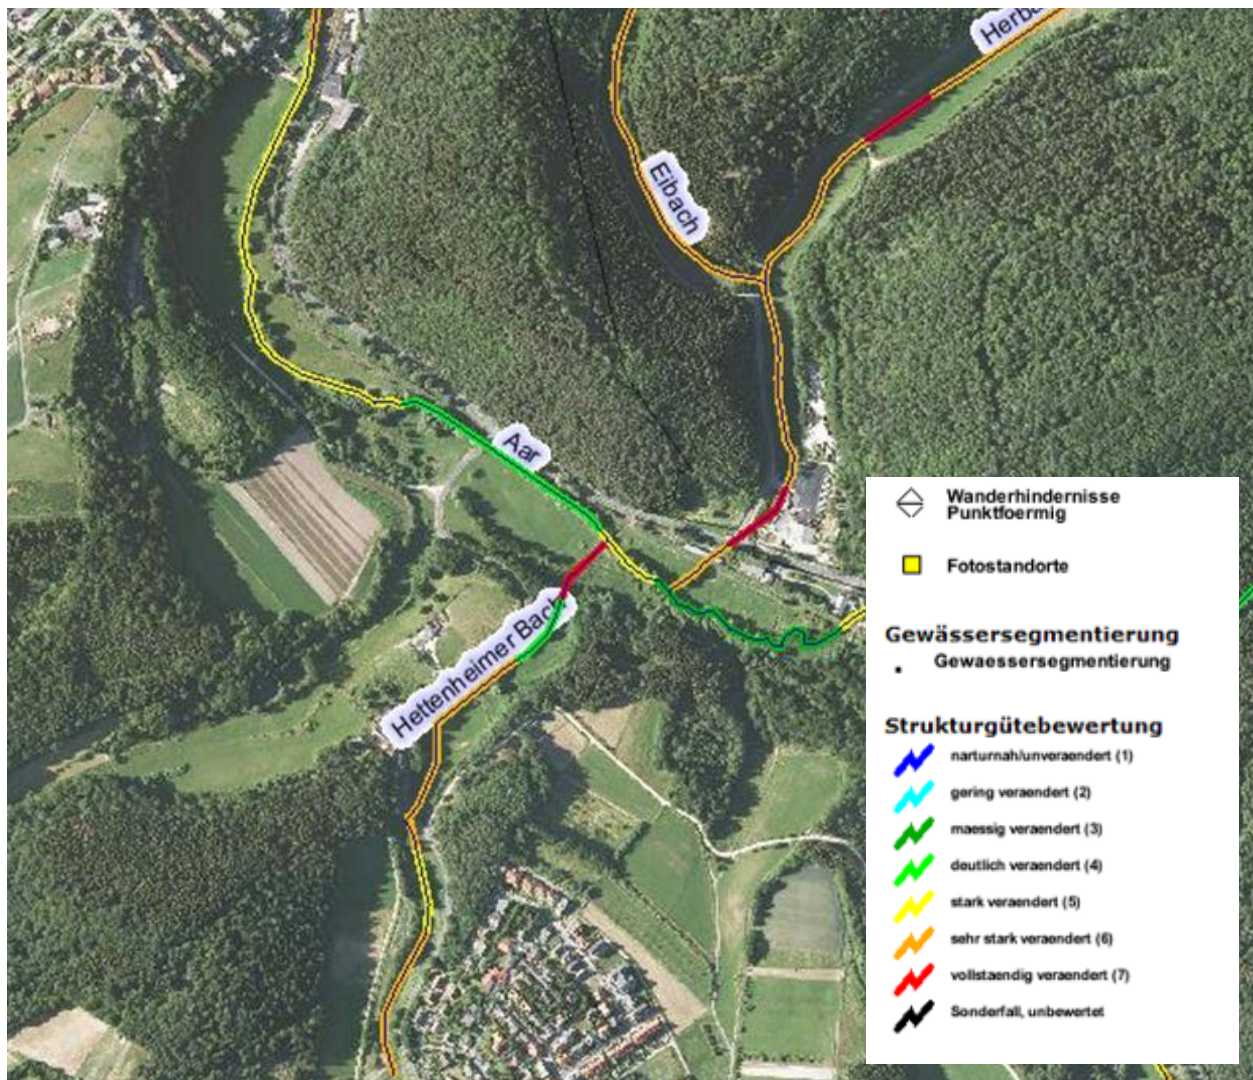 Herba
Eibach
Aar
Hettenheimer Bach
Wanderhindernisse
Punktfoermig
Fotostandorte
Gewässersegmentierung
Gewaessersegmentierung
Strukturgütebewertung
narturnah/unveraendert (1)
gering veraendert (2)
maessig veraendert (3)
deutlich veraendert (4)
stark veraendert (5)
sehr stark veraendert (6)
vollstaendig veraendert (7)
Sonderfall, unbewertet